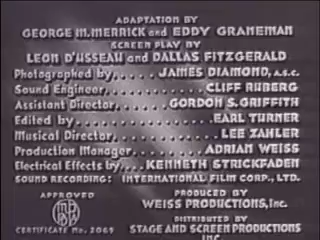 ADAPTATION BY
GEORGE M. MERRICK and EDDY GRANEMAN
SCREEN PLAY BY
LEON D'USSEAU and DALLAS FITZGERALD
Photographed by.....JAMES DIAMOND, A.S.C.
Sound Engineer..........CLIFF RUBERG
Assistant Director......GORDON S. GRIFFITH
Edited by...............EARL TURNER
Musical Director..........LEE ZAHLER
Production Manager........ADRIAN WEISS
Electrical Effects by....KENNETH STRICKFADEN
SOUND RECORDING: INTERNATIONAL FILM CORP., LTD.
APPROVED
CERTIFICATE No. 2069
PRODUCED BY
WEISS PRODUCTIONS, Inc.
DISTRIBUTED BY
STAGE AND SCREEN PRODUCTIONS
INC.